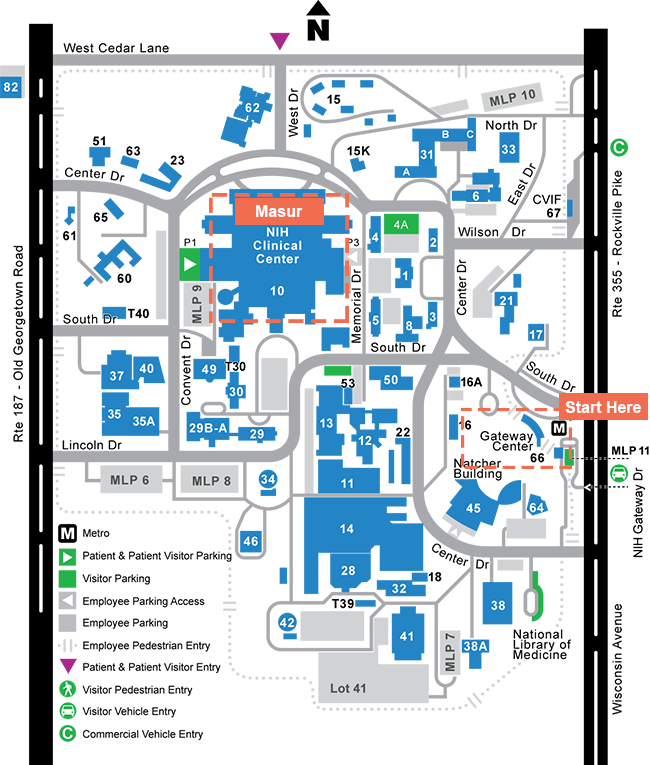 N
West Cedar Lane
82
62
West Dr
15
MLP 10
North Dr
51
63
23
15K
31
A
B
C
33
Center Dr
East Dr
6
CVIF
67
Rte 355 - Rockville Pike
C
61
65
60
Masur
NIH
Clinical
Center
10
P1
P3
4A
4
2
Wilson Dr
1
Memorial Dr
Center Dr
21
MLP 9
T40
South Dr
5
8
3
17
Rte 187 - Old Georgetown Road
Convent Dr
South Dr
South Dr
37
40
49
T30
30
53
50
16A
Start Here
35
35A
29B-A
29
13
12
22
16
Gateway
Center
M
66
MLP 11
Lincoln Dr
Natcher
Building
MLP 6
MLP 8
34
11
45
64
NIH Gateway Dr
14
46
Center Dr
28
18
32
T39
38
42
41
MLP 7
38A
National
Library of
Medicine
Lot 41
Wisconsin Avenue
M Metro
Patient & Patient Visitor Parking
Visitor Parking
Employee Parking Access
Employee Parking
Employee Pedestrian Entry
Patient & Patient Visitor Entry
Visitor Pedestrian Entry
Visitor Vehicle Entry
C Commercial Vehicle Entry